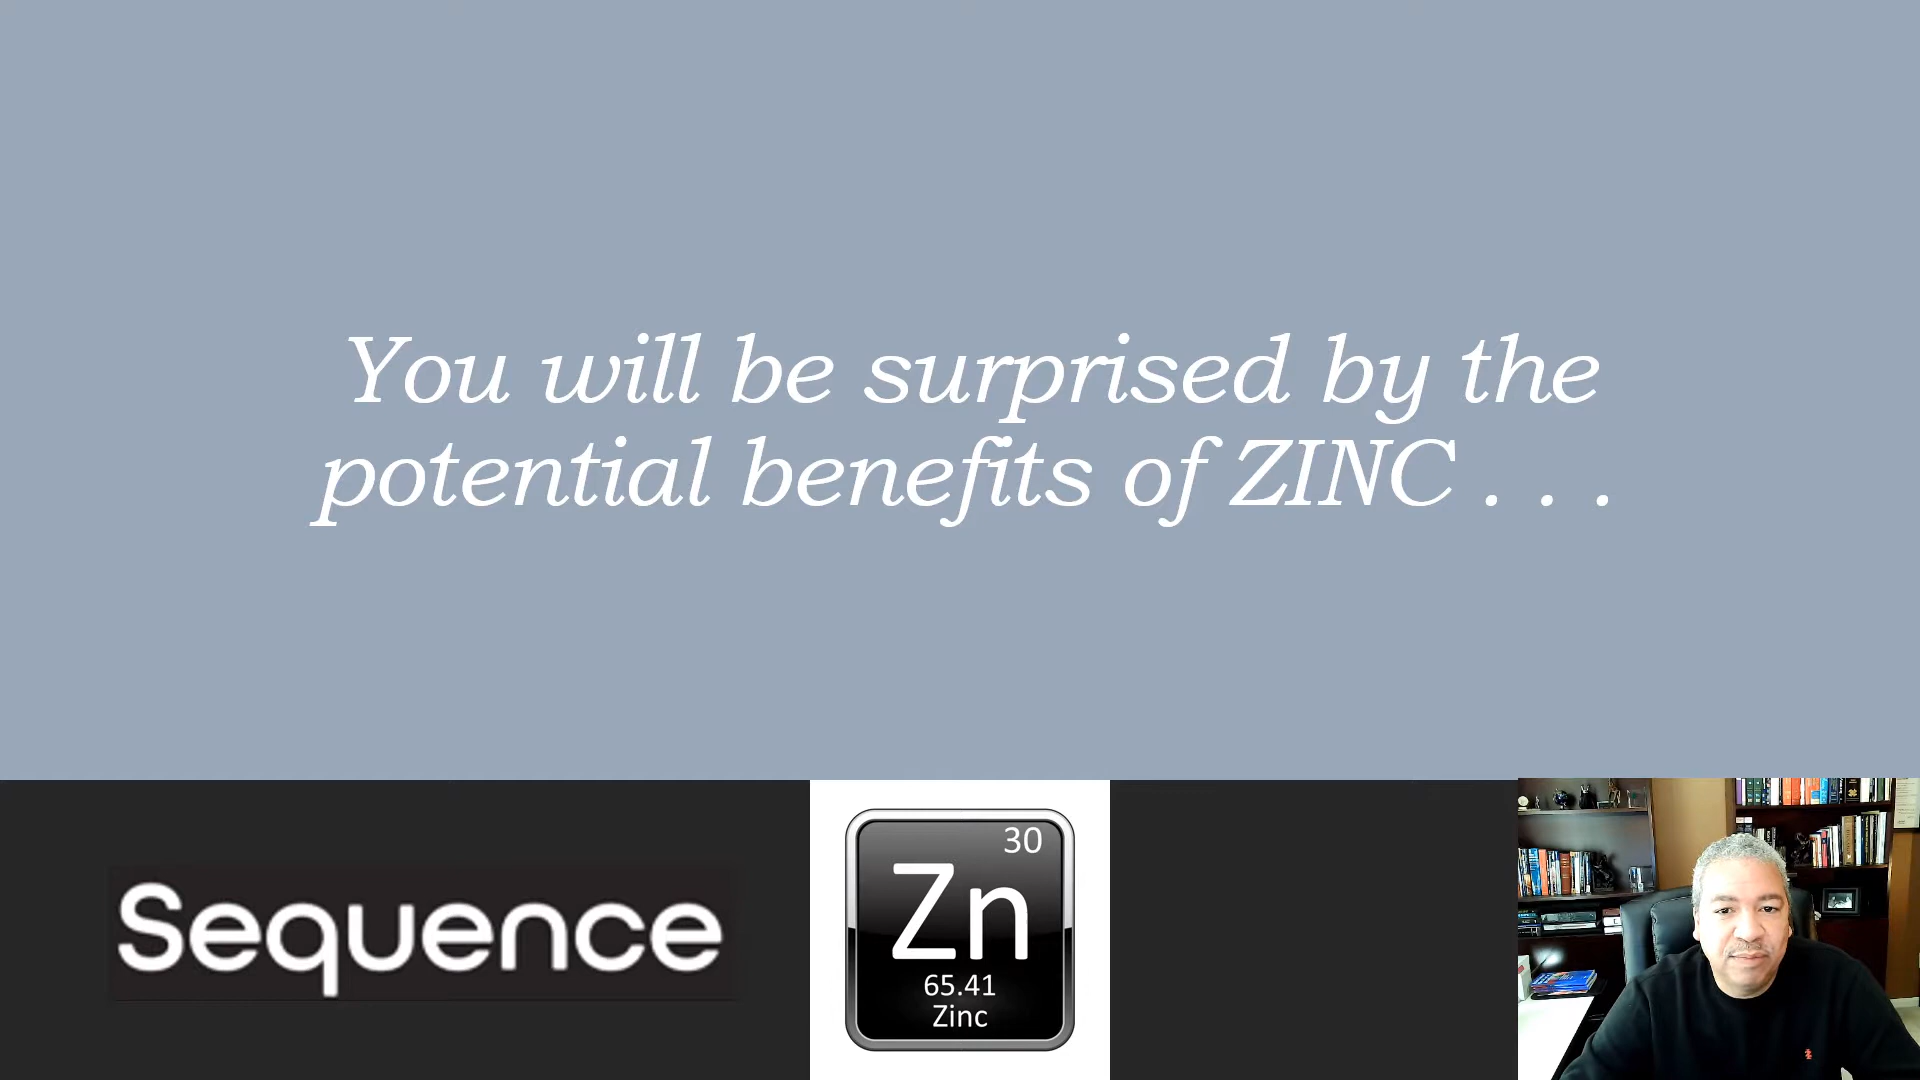 You will be surprised by the
potential benefits of ZINC . . .
Sequence
30
Zn
65.41
Zinc